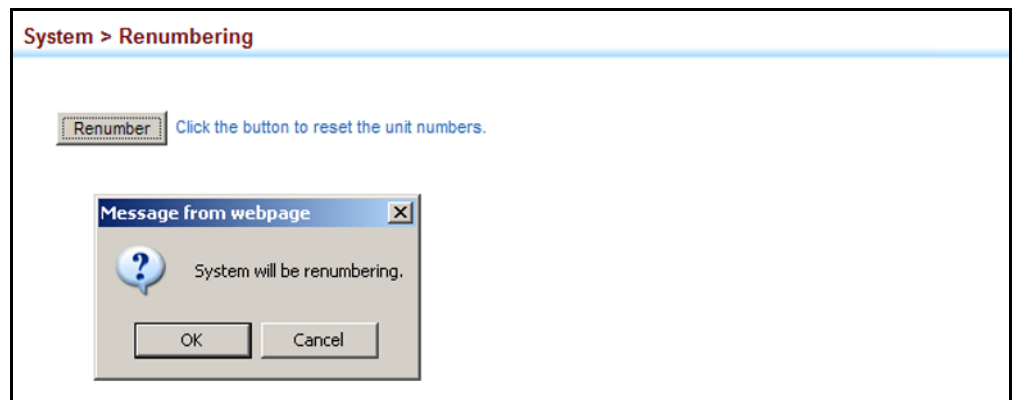 System > Renumbering
Renumber Click the button to reset the unit numbers.
Message from webpage
System will be renumbering.
OK Cancel